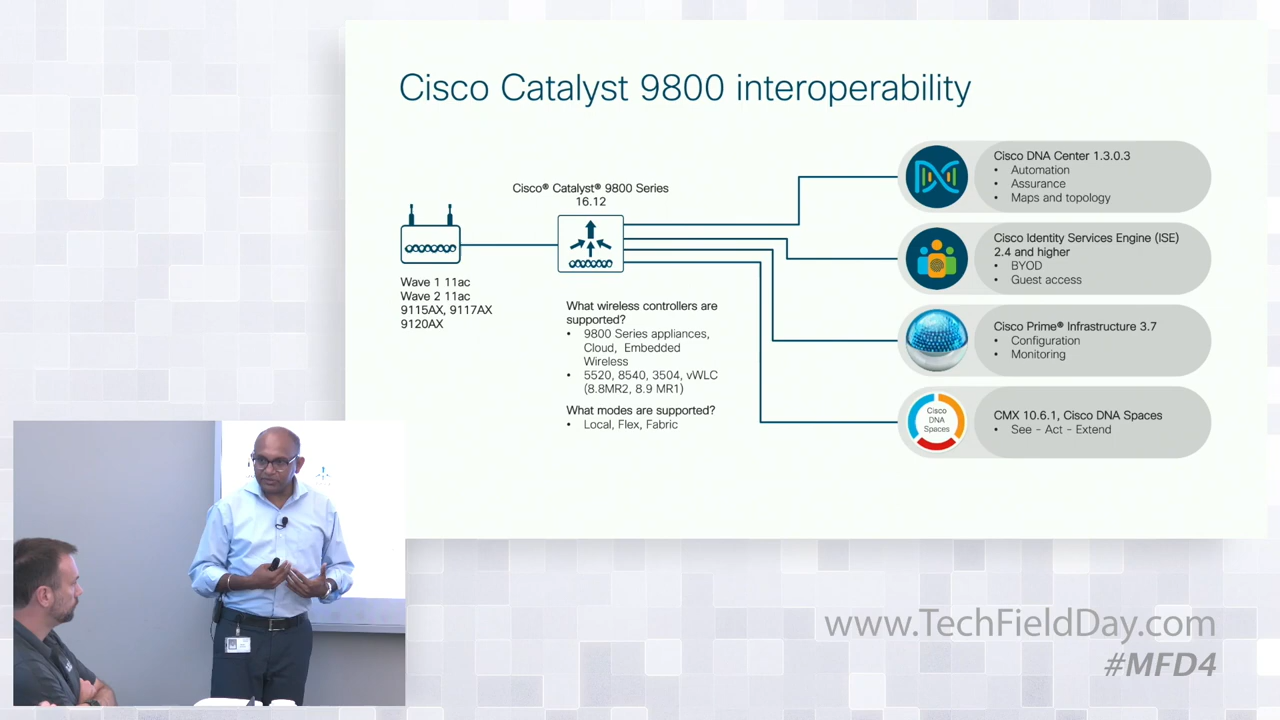 Cisco Catalyst 9800 interoperability
Cisco® Catalyst® 9800 Series
16.12
Wave 1 11ac
Wave 2 11ac
9115AX, 9117AX
9120AX
What wireless controllers are
supported?
• 9800 Series appliances,
Cloud, Embedded
Wireless
• 5520, 8540, 3504, vWLC
(8.8MR2, 8.9 MR1)
What modes are supported?
• Local, Flex, Fabric
Cisco DNA Center 1.3.0.3
• Automation
• Assurance
• Maps and topology
Cisco Identity Services Engine (ISE)
2.4 and higher
• BYOD
• Guest access
Cisco Prime® Infrastructure 3.7
• Configuration
• Monitoring
Cisco
DNA
Spaces
CMX 10.6.1, Cisco DNA Spaces
• See - Act - Extend
www.TechFieldDay.com
#MFD4